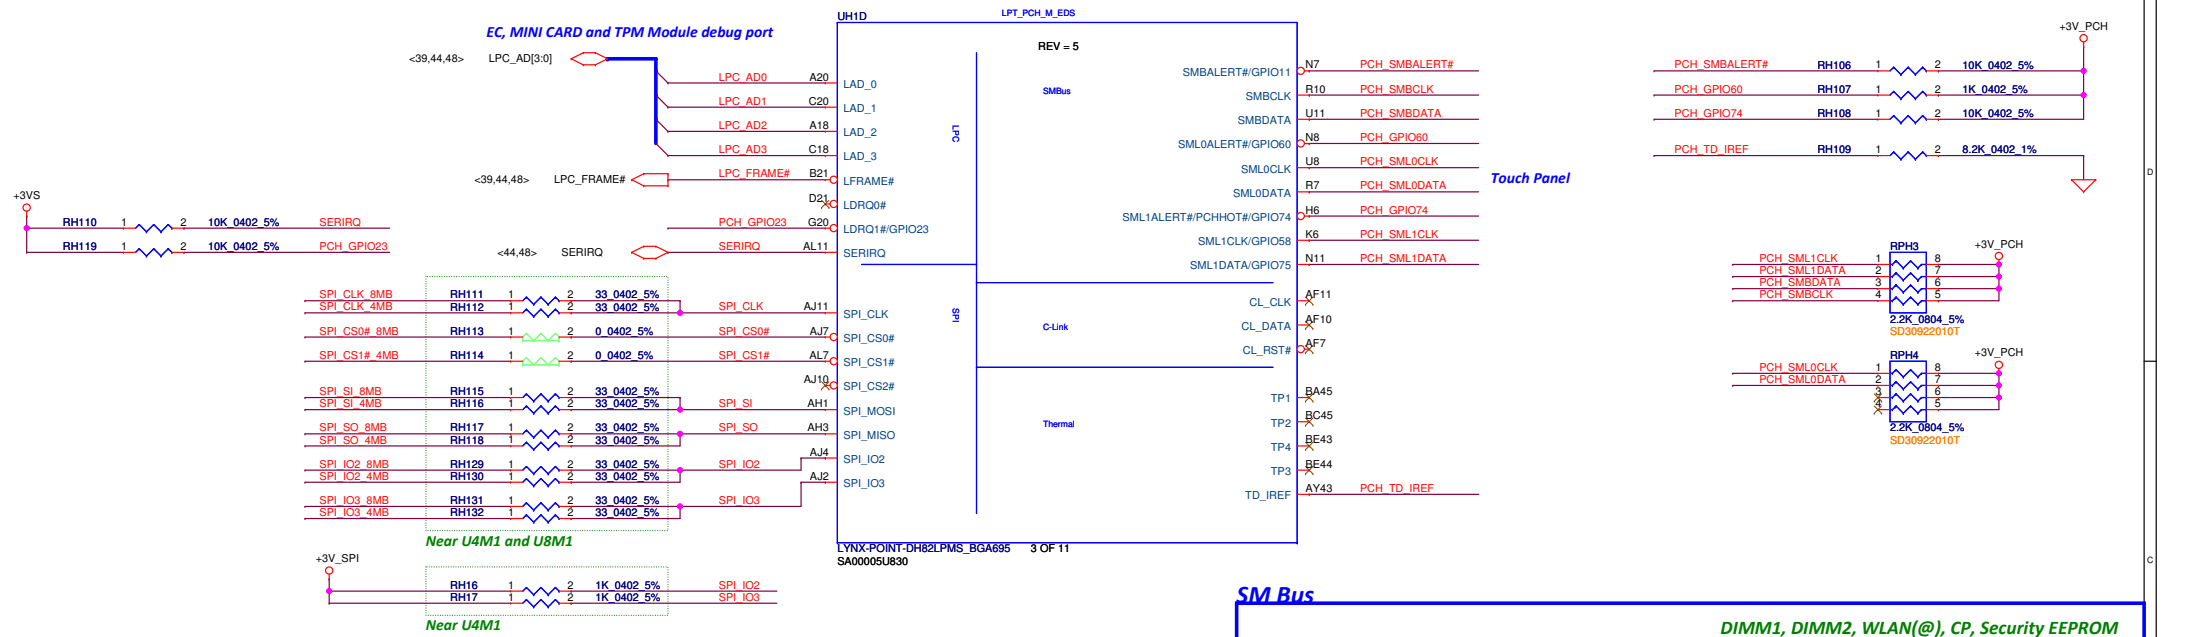 UH1D
LPT_PCH_M_EDS
REV = 5
EC, MINI CARD and TPM Module debug port
<39,44,48> LPC_AD[3:0]
LPC_AD0 A20 LAD_0
LPC_AD1 C20 LAD_1
LPC_AD2 A18 LAD_2
LPC_AD3 C18 LAD_3
<39,44,48> LPC_FRAME# LPC_FRAME# B21 LFRAME#
D21 LDRQ0#
PCH_GPIO23 G20 LDRQ1#/GPIO23
<44,48> SERIRQ SERIRQ AL11 SERIRQ
+3VS
RH110 1 2 10K_0402_5% SERIRQ
RH119 1 2 10K_0402_5% PCH_GPIO23
SPI_CLK_8MB RH111 1 2 33_0402_5%
SPI_CLK_4MB RH112 1 2 33_0402_5% SPI_CLK AJ11 SPI_CLK
SPI_CS0#_8MB RH113 1 2 0_0402_5% SPI_CS0# AJ7 SPI_CS0#
SPI_CS1#_4MB RH114 1 2 0_0402_5% SPI_CS1# AL7 SPI_CS1#
AJ10 SPI_CS2#
SPI_SI_8MB RH115 1 2 33_0402_5%
SPI_SI_4MB RH116 1 2 33_0402_5% SPI_SI AH1 SPI_MOSI
SPI_SO_8MB RH117 1 2 33_0402_5% SPI_SO AH3 SPI_MISO
SPI_SO_4MB RH118 1 2 33_0402_5%
SPI_IO2_8MB RH129 1 2 33_0402_5% SPI_IO2 AJ4 SPI_IO2
SPI_IO2_4MB RH130 1 2 33_0402_5%
SPI_IO3_8MB RH131 1 2 33_0402_5% SPI_IO3 AJ2 SPI_IO3
SPI_IO3_4MB RH132 1 2 33_0402_5%
Near U4M1 and U8M1
+3V_SPI
RH16 1 2 1K_0402_5% SPI_IO2
RH17 1 2 1K_0402_5% SPI_IO3
Near U4M1
LPC
SPI
SMBus
C-Link
Thermal
SMBALERT#/GPIO11 N7 PCH_SMBALERT#
SMBCLK R10 PCH_SMBCLK
SMBDATA U11 PCH_SMBDATA
SML0ALERT#/GPIO60 N8 PCH_GPIO60
SML0CLK U8 PCH_SML0CLK
SML0DATA R7 PCH_SML0DATA
Touch Panel
SML1ALERT#/PCHHOT#/GPIO74 H6 PCH_GPIO74
SML1CLK/GPIO58 K6 PCH_SML1CLK
SML1DATA/GPIO75 N11 PCH_SML1DATA
CL_CLK AF11
CL_DATA AF10
CL_RST# AF7
TP1 BA45
TP2 BC45
TP4 BE43
TP3 BE44
TD_IREF AY43 PCH_TD_IREF
LYNX-POINT-DH82LPMS_BGA695 3 OF 11
SA00005U830
+3V_PCH
PCH_SMBALERT# RH106 1 2 10K_0402_5%
PCH_GPIO60 RH107 1 2 1K_0402_5%
PCH_GPIO74 RH108 1 2 10K_0402_5%
PCH_TD_IREF RH109 1 2 8.2K_0402_1%
RPH3 +3V_PCH
PCH_SML1CLK 1 8
PCH_SML1DATA 2 7
PCH_SMBDATA 3 6
PCH_SMBCLK 4 5
2.2K_0804_5%
SD30922010T
RPH4 +3V_PCH
PCH_SML0CLK 1 8
PCH_SML0DATA 2 7
3 6
4 5
2.2K_0804_5%
SD30922010T
D
C
SM Bus
DIMM1, DIMM2, WLAN(@), CP, Security EEPROM